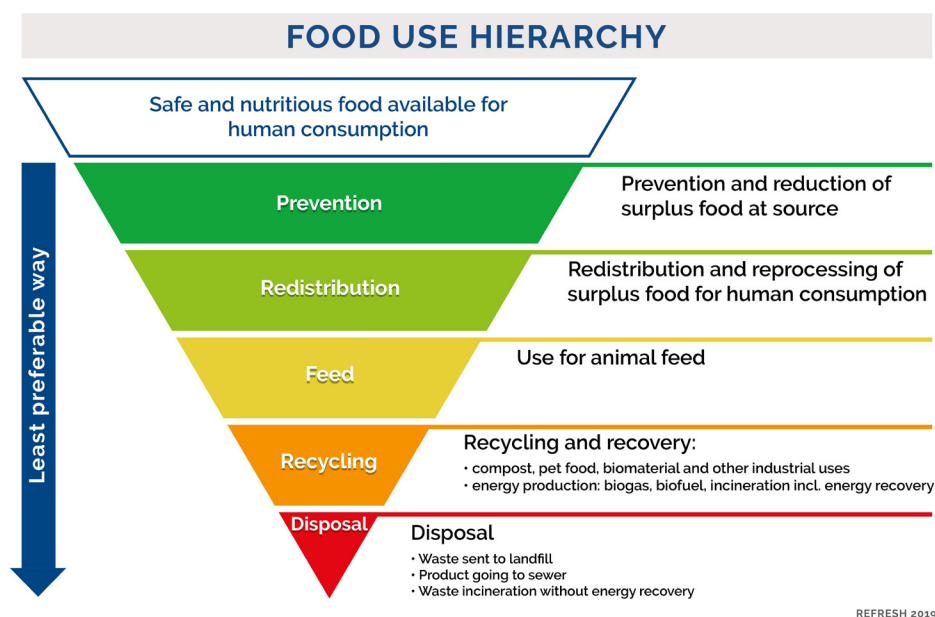 FOOD USE HIERARCHY
Safe and nutritious food available for
human consumption
Least preferable way
Prevention
Prevention and reduction of
surplus food at source
Redistribution
Redistribution and reprocessing of
surplus food for human consumption
Feed
Use for animal feed
Recycling
Recycling and recovery:
• compost, pet food, biomaterial and other industrial uses
• energy production: biogas, biofuel, incineration incl. energy recovery
Disposal
Disposal
• Waste sent to landfill
• Product going to sewer
• Waste incineration without energy recovery
REFRESH 2019